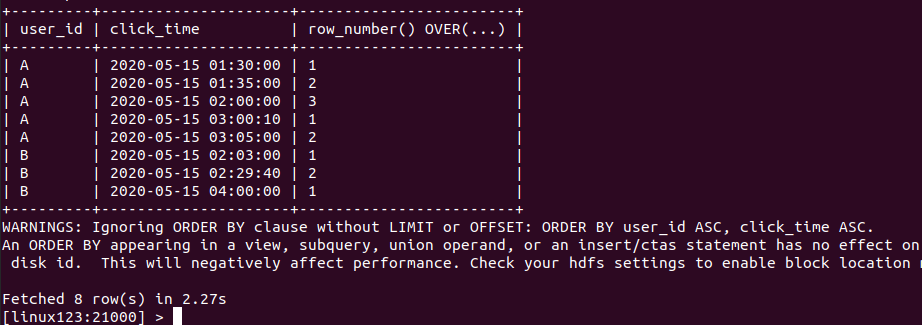 +---------+---------------------+------------------------+
| user_id | click_time          | row_number() OVER(...) |
+---------+---------------------+------------------------+
| A       | 2020-05-15 01:30:00 | 1                      |
| A       | 2020-05-15 01:35:00 | 2                      |
| A       | 2020-05-15 02:00:00 | 3                      |
| A       | 2020-05-15 03:00:10 | 1                      |
| A       | 2020-05-15 03:05:00 | 2                      |
| B       | 2020-05-15 02:03:00 | 1                      |
| B       | 2020-05-15 02:29:40 | 2                      |
| B       | 2020-05-15 04:00:00 | 1                      |
+---------+---------------------+------------------------+
WARNINGS: Ignoring ORDER BY clause without LIMIT or OFFSET: ORDER BY user_id ASC, click_time ASC.
An ORDER BY appearing in a view, subquery, union operand, or an insert/ctas statement has no effect on
disk id.  This will negatively affect performance. Check your hdfs settings to enable block location
Fetched 8 row(s) in 2.27s
[linux123:21000] >